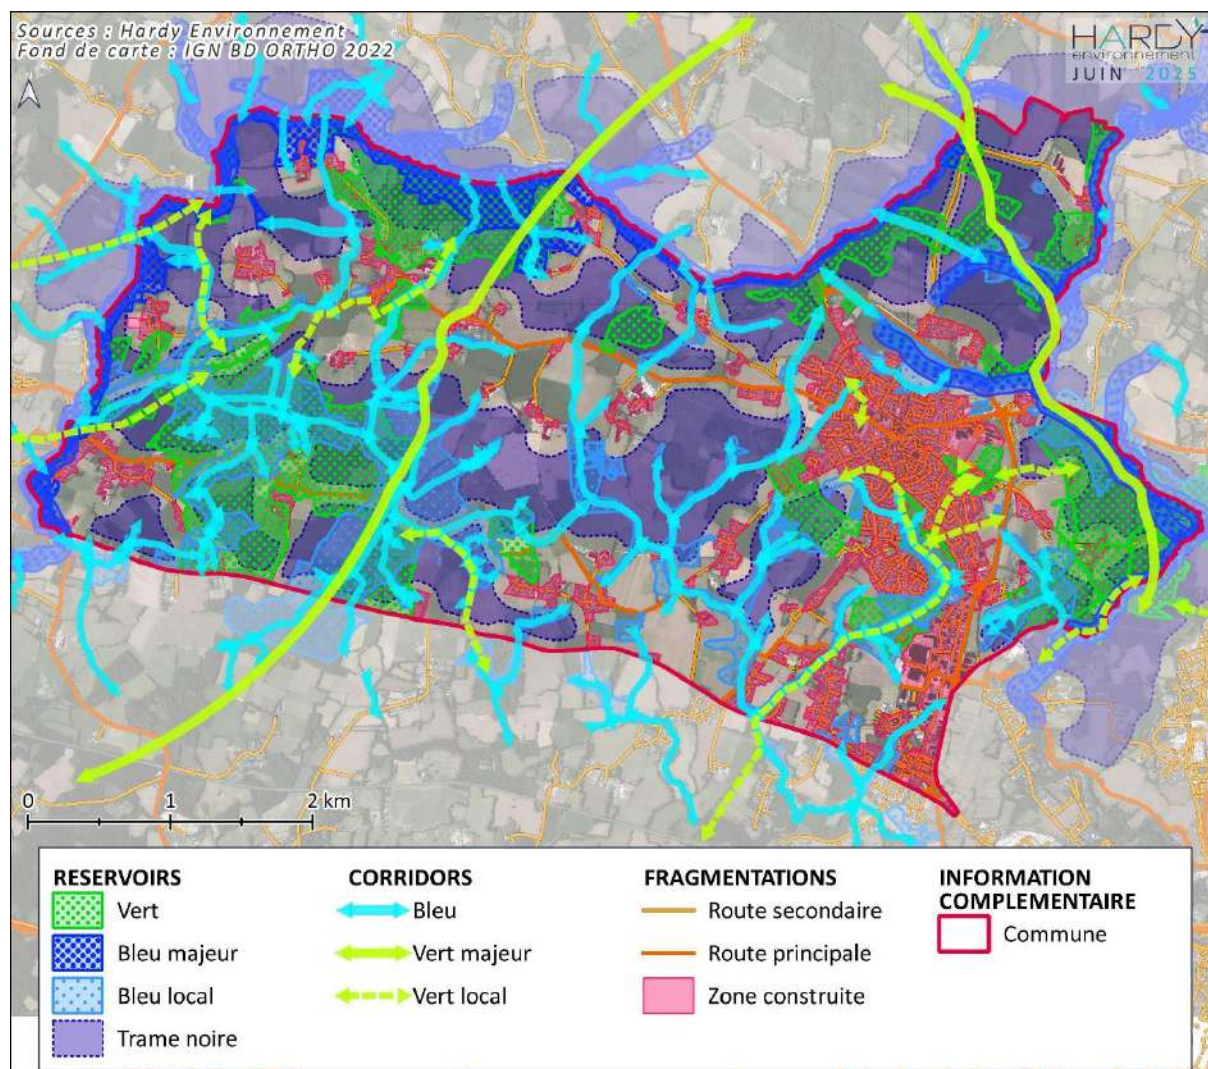 Sources : Hardy Environnement
Fond de carte : IGN BD ORTHO 2022
HARDY
environnement
JUIN 2025
0 1 2 km
RESERVOIRS
Vert
Bleu majeur
Bleu local
Trame noire
CORRIDORS
Bleu
Vert majeur
Vert local
FRAGMENTATIONS
Route secondaire
Route principale
Zone construite
INFORMATION
COMPLEMENTAIRE
Commune